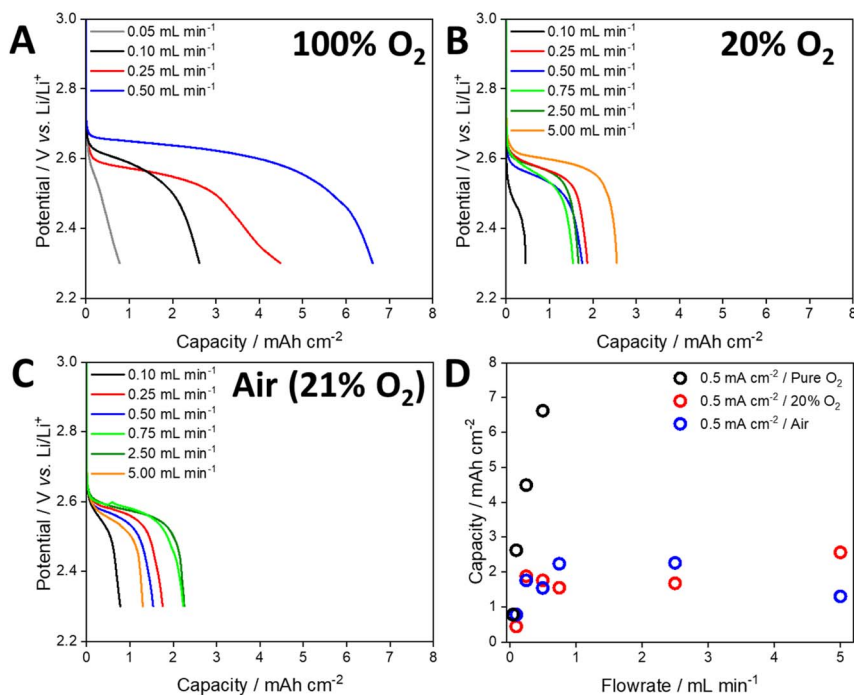 A
100% O₂
0.05 mL min⁻¹
0.10 mL min⁻¹
0.25 mL min⁻¹
0.50 mL min⁻¹
3.0
2.8
2.6
2.4
2.2
Potential / V vs. Li/Li⁺
0 1 2 3 4 5 6 7 8
Capacity / mAh cm⁻²
B
20% O₂
0.10 mL min⁻¹
0.25 mL min⁻¹
0.50 mL min⁻¹
0.75 mL min⁻¹
2.50 mL min⁻¹
5.00 mL min⁻¹
3.0
2.8
2.6
2.4
2.2
Potential / V vs. Li/Li⁺
0 1 2 3 4 5 6 7 8
Capacity / mAh cm⁻²
C
Air (21% O₂)
0.10 mL min⁻¹
0.25 mL min⁻¹
0.50 mL min⁻¹
0.75 mL min⁻¹
2.50 mL min⁻¹
5.00 mL min⁻¹
3.0
2.8
2.6
2.4
2.2
Potential / V vs. Li/Li⁺
0 1 2 3 4 5 6 7 8
Capacity / mAh cm⁻²
D
0.5 mA cm⁻² / Pure O₂
0.5 mA cm⁻² / 20% O₂
0.5 mA cm⁻² / Air
8
7
6
5
4
3
2
1
0
Capacity / mAh cm⁻²
0 1 2 3 4 5
Flowrate / mL min⁻¹